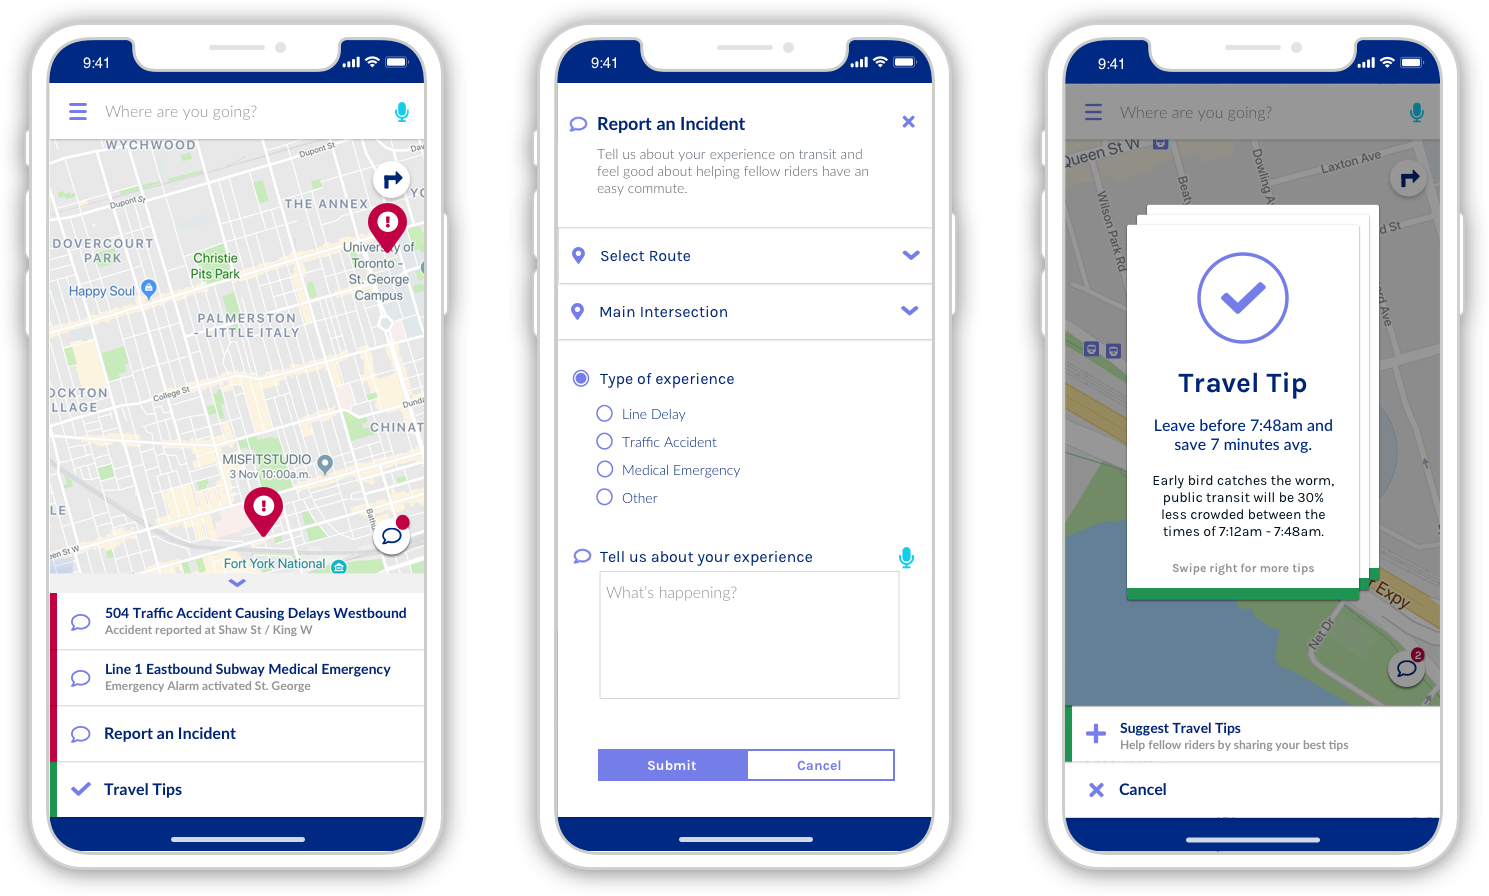 9:41
Where are you going?
WYCHWOOD
Dupont St
Dav
Dupont St
THE ANNEX
YO
DOVERCOURT
PARK
Christie
Pits Park
University of
Toronto -
St. George
Campus
Happy Soul
PALMERSTON
- LITTLE ITALY
OCKTON
LLAGE
College St
Dunda
CHINAT
MISFITSTUDIO
3 Nov 10:00a.m.
LE
Bathu
een St W
Fort York National
504 Traffic Accident Causing Delays Westbound
Accident reported at Shaw St / King W
Line 1 Eastbound Subway Medical Emergency
Emergency Alarm activated St. George
Report an Incident
Travel Tips
9:41
Report an Incident
Tell us about your experience on transit and
feel good about helping fellow riders have an
easy commute.
Select Route
Main Intersection
Type of experience
Line Delay
Traffic Accident
Medical Emergency
Other
Tell us about your experience
What's happening?
Submit
Cancel
9:41
Where are you going?
Queen St W
Dowling A
Laxton Ave
Beaty
Wilson Park Rd
d St
ard Ave
Travel Tip
Leave before 7:48am and
save 7 minutes avg.
Early bird catches the worm,
public transit will be 30%
less crowded between the
times of 7:12am - 7:48am.
Swipe right for more tips
r Expy
Net Dr
2
Suggest Travel Tips
Help fellow riders by sharing your best tips
Cancel